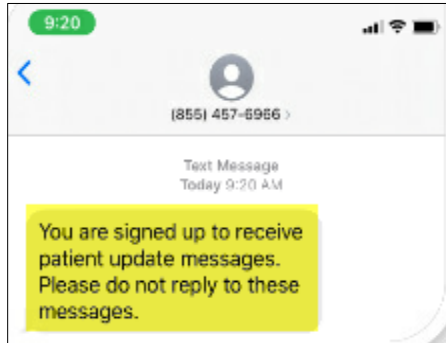 9:20
(855) 457-6966 >
Text Message
Today 9:20 AM
You are signed up to receive
patient update messages.
Please do not reply to these
messages.